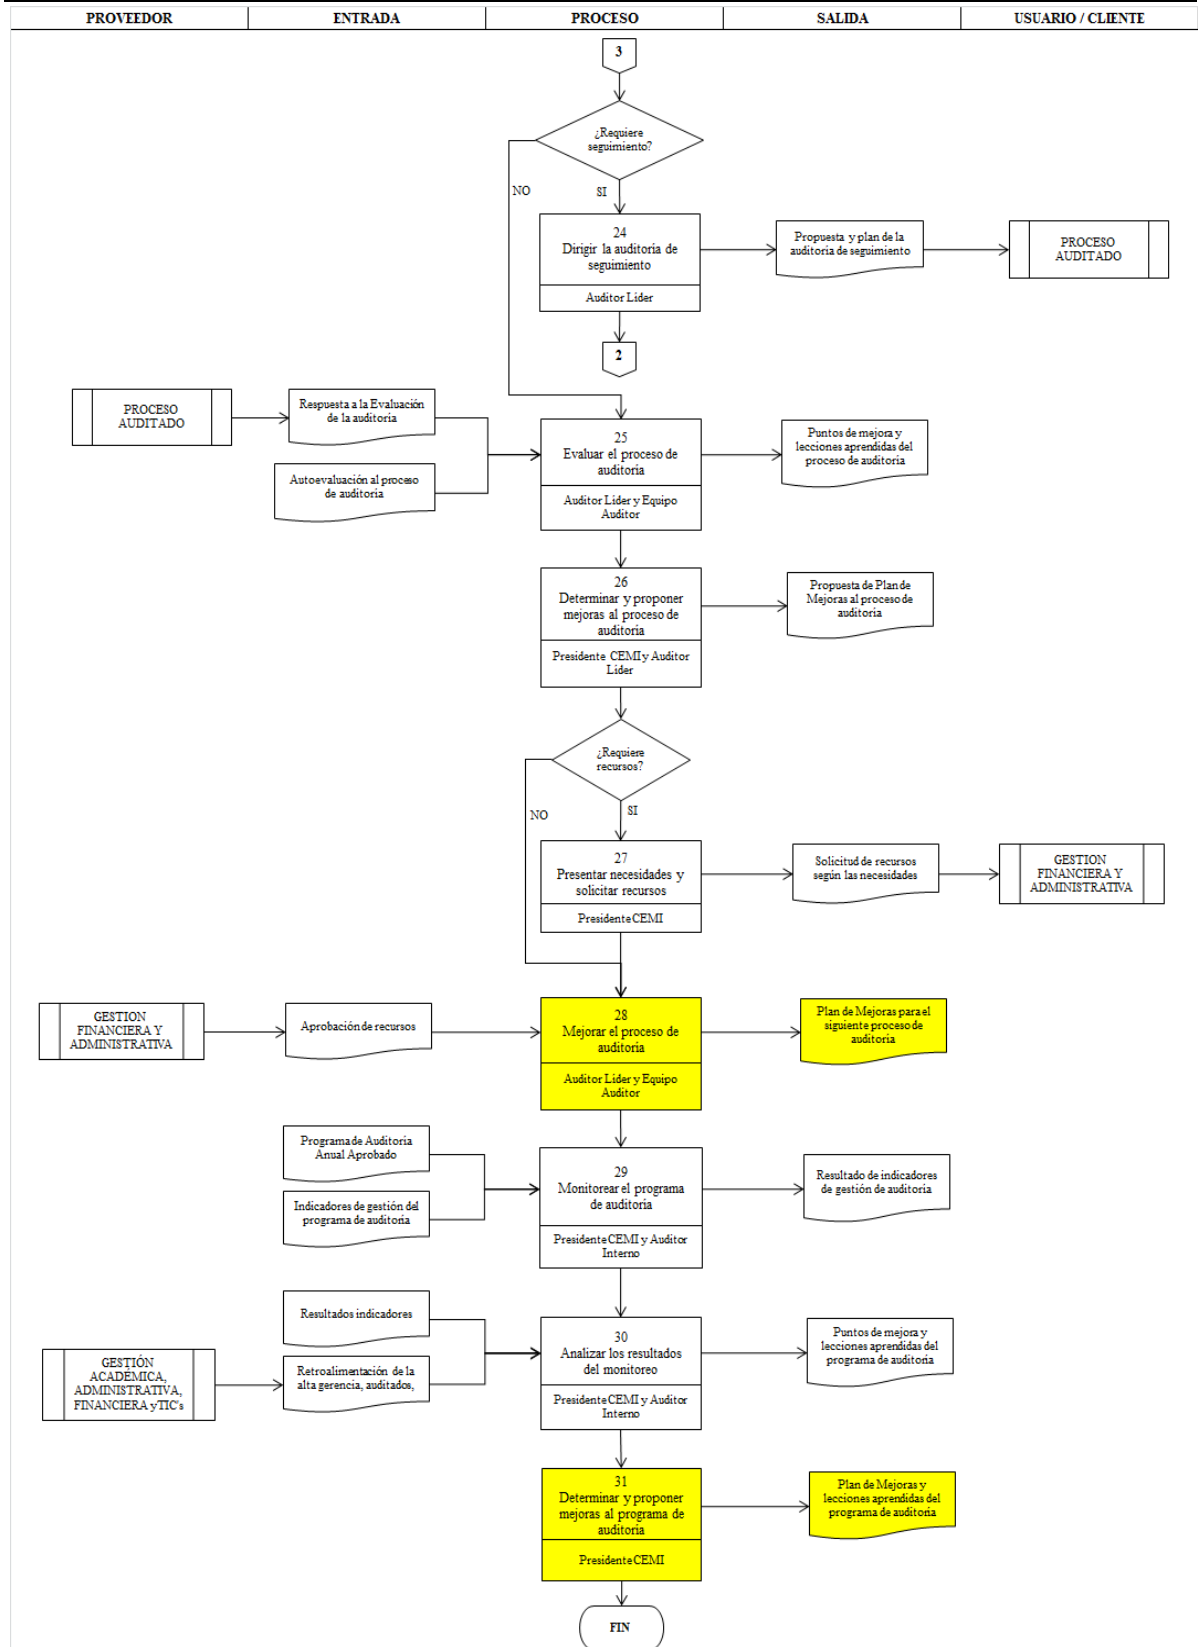 PROVEEDOR
ENTRADA
PROCESO
SALIDA
USUARIO / CLIENTE
3
¿Requiere
seguimiento?
NO
SI
24
Dirigir la auditoria de
seguimiento
Auditor Lider
Propuesta y plan de la
auditoria de seguimiento
PROCESO
AUDITADO
2
PROCESO
AUDITADO
Respuesta a la Evaluación
de la auditoria
Autoevaluación al proceso
de auditoria
25
Evaluar el proceso de
auditoria
Auditor Lider y Equipo
Auditor
Puntos de mejora y
lecciones aprendidas del
proceso de auditoria
26
Determinar y proponer
mejoras al proceso de
auditoría
Presidente CEMI y Auditor
Lider
Propuesta de Plan de
Mejoras al proceso de
auditoría
¿Requiere
recursos?
NO
SI
27
Presentar necesidades y
solicitar recursos
Presidente CEMI
Solicitud de recursos
según las necesidades
GESTION
FINANCIERA Y
ADMINISTRATIVA
GESTION
FINANCIERA Y
ADMINISTRATIVA
Aprobación de recursos
28
Mejorar el proceso de
auditoría
Auditor Líder y Equipo
Auditor
Plan de Mejoras para el
siguiente proceso de
auditoría
Programa de Auditoría
Anual Aprobado
Indicadores de gestión del
programa de auditoria
29
Monitorear el programa
de auditoría
Presidente CEMI y Auditor
Interno
Resultado de indicadores
de gestión de auditoria
Resultados indicadores
GESTIÓN
ACADÉMICA,
ADMINISTRATIVA,
FINANCIERA y TIC's
Retroalimentación de la
alta gerencia, auditados,
30
Analizar los resultados
del monitoreo
Presidente CEMI y Auditor
Interno
Puntos de mejora y
lecciones aprendidas del
programa de auditoria
31
Determinar y proponer
mejoras al programa de
auditoría
Presidente CEMI
Plan de Mejoras y
lecciones aprendidas del
programa de auditoría
FIN